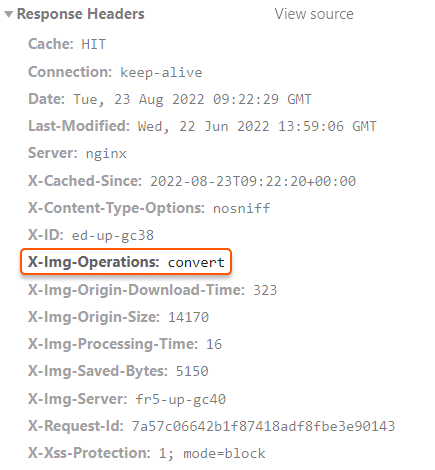 Response Headers View source
Cache: HIT
Connection: keep-alive
Date: Tue, 23 Aug 2022 09:22:29 GMT
Last-Modified: Wed, 22 Jun 2022 13:59:06 GMT
Server: nginx
X-Cached-Since: 2022-08-23T09:22:20+00:00
X-Content-Type-Options: nosniff
X-ID: ed-up-gc38
X-Img-Operations: convert
X-Img-Origin-Download-Time: 323
X-Img-Origin-Size: 14170
X-Img-Processing-Time: 16
X-Img-Saved-Bytes: 5150
X-Img-Server: fr5-up-gc40
X-Request-Id: 7a57c06642b1f87418adf8fbe3e90143
X-Xss-Protection: 1; mode=block